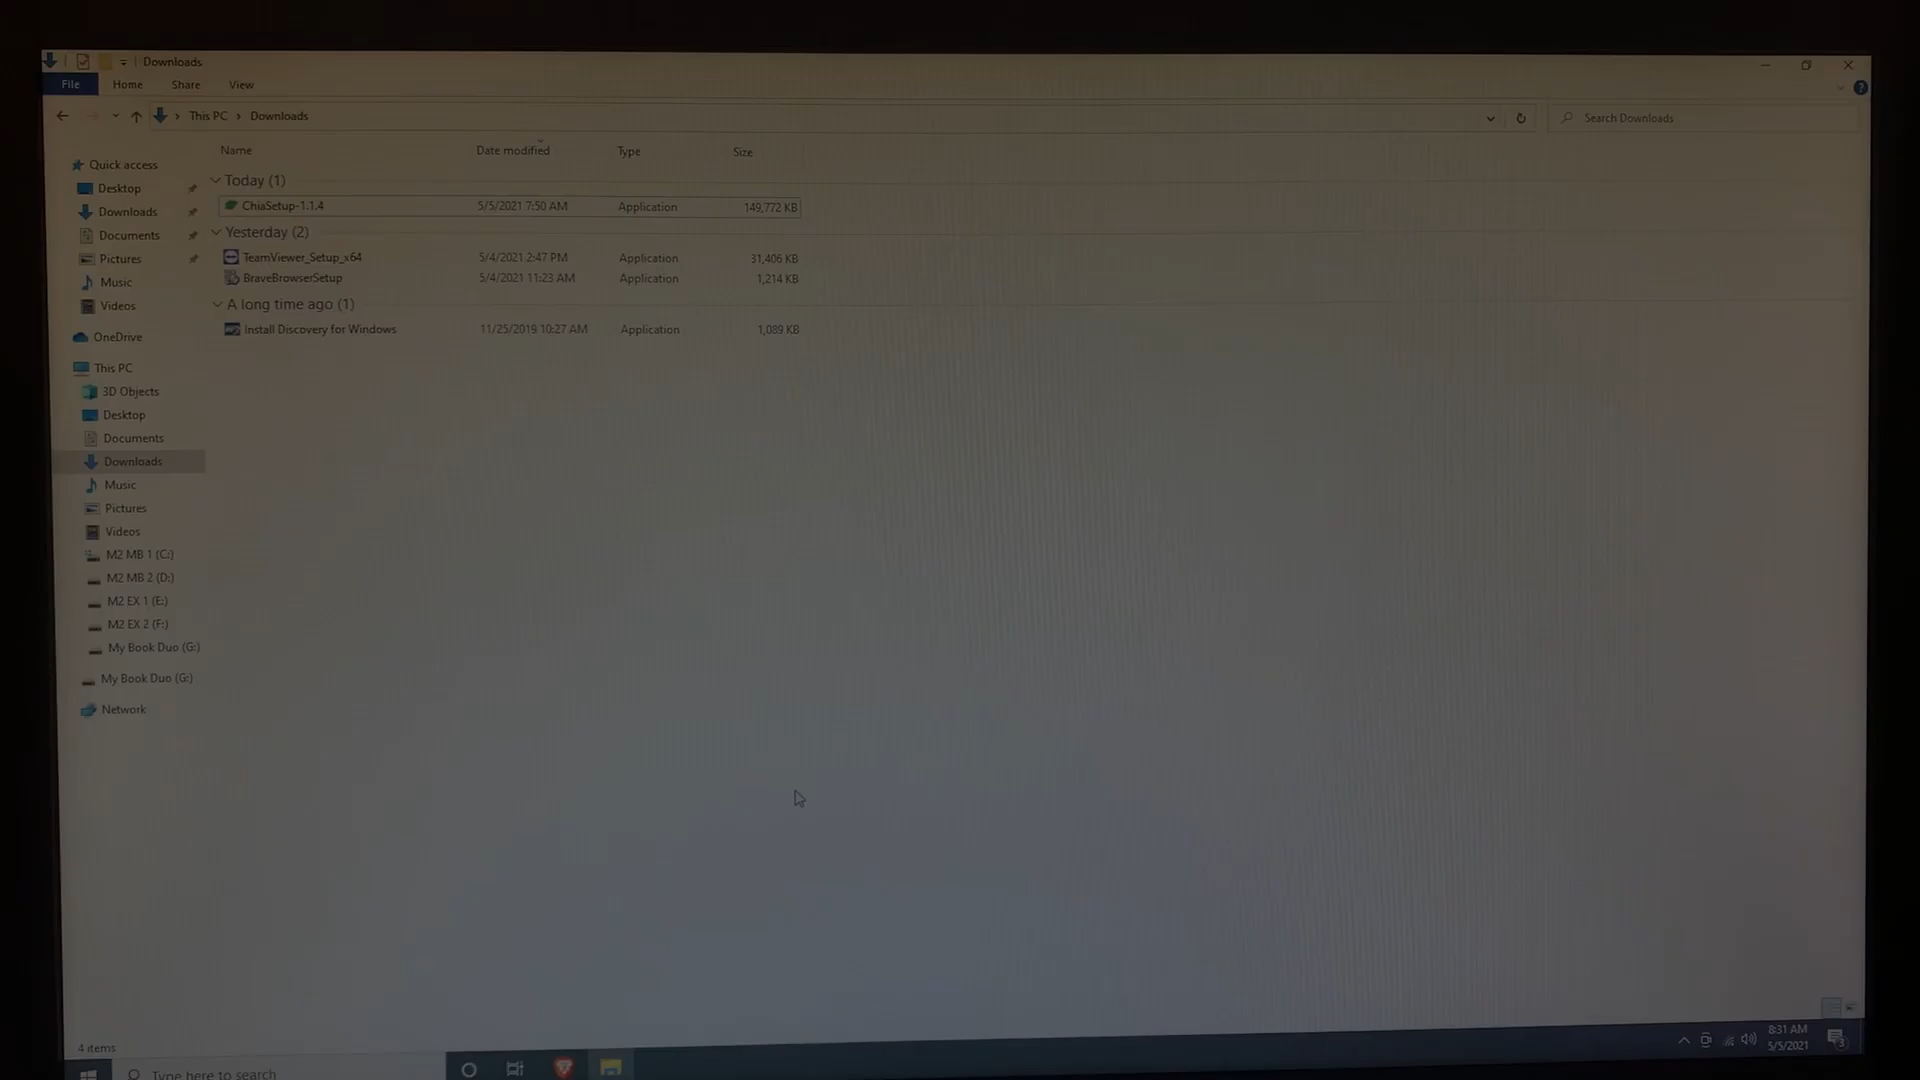 Downloads
File Home Share View
This PC Downloads Search Downloads
Name Date modified Type Size
Quick access
Desktop
Downloads
Documents
Pictures
Music
Videos
OneDrive
This PC
3D Objects
Desktop
Documents
Downloads
Music
Pictures
Videos
M2 MB 1 (C:)
M2 MB 2 (D:)
M2 EX 1 (E:)
M2 EX 2 (F:)
My Book Duo (G:)
My Book Duo (G:)
Network
Today (1)
ChiaSetup-1.1.4 5/5/2021 7:50 AM Application 149,772 KB
Yesterday (2)
TeamViewer_Setup_x64 5/4/2021 2:47 PM Application 31,406 KB
BraveBrowserSetup 5/4/2021 11:23 AM Application 1,214 KB
A long time ago (1)
Install Discovery for Windows 11/25/2019 10:27 AM Application 1,089 KB
4 items
Type here to search
8:31 AM
5/5/2021
3